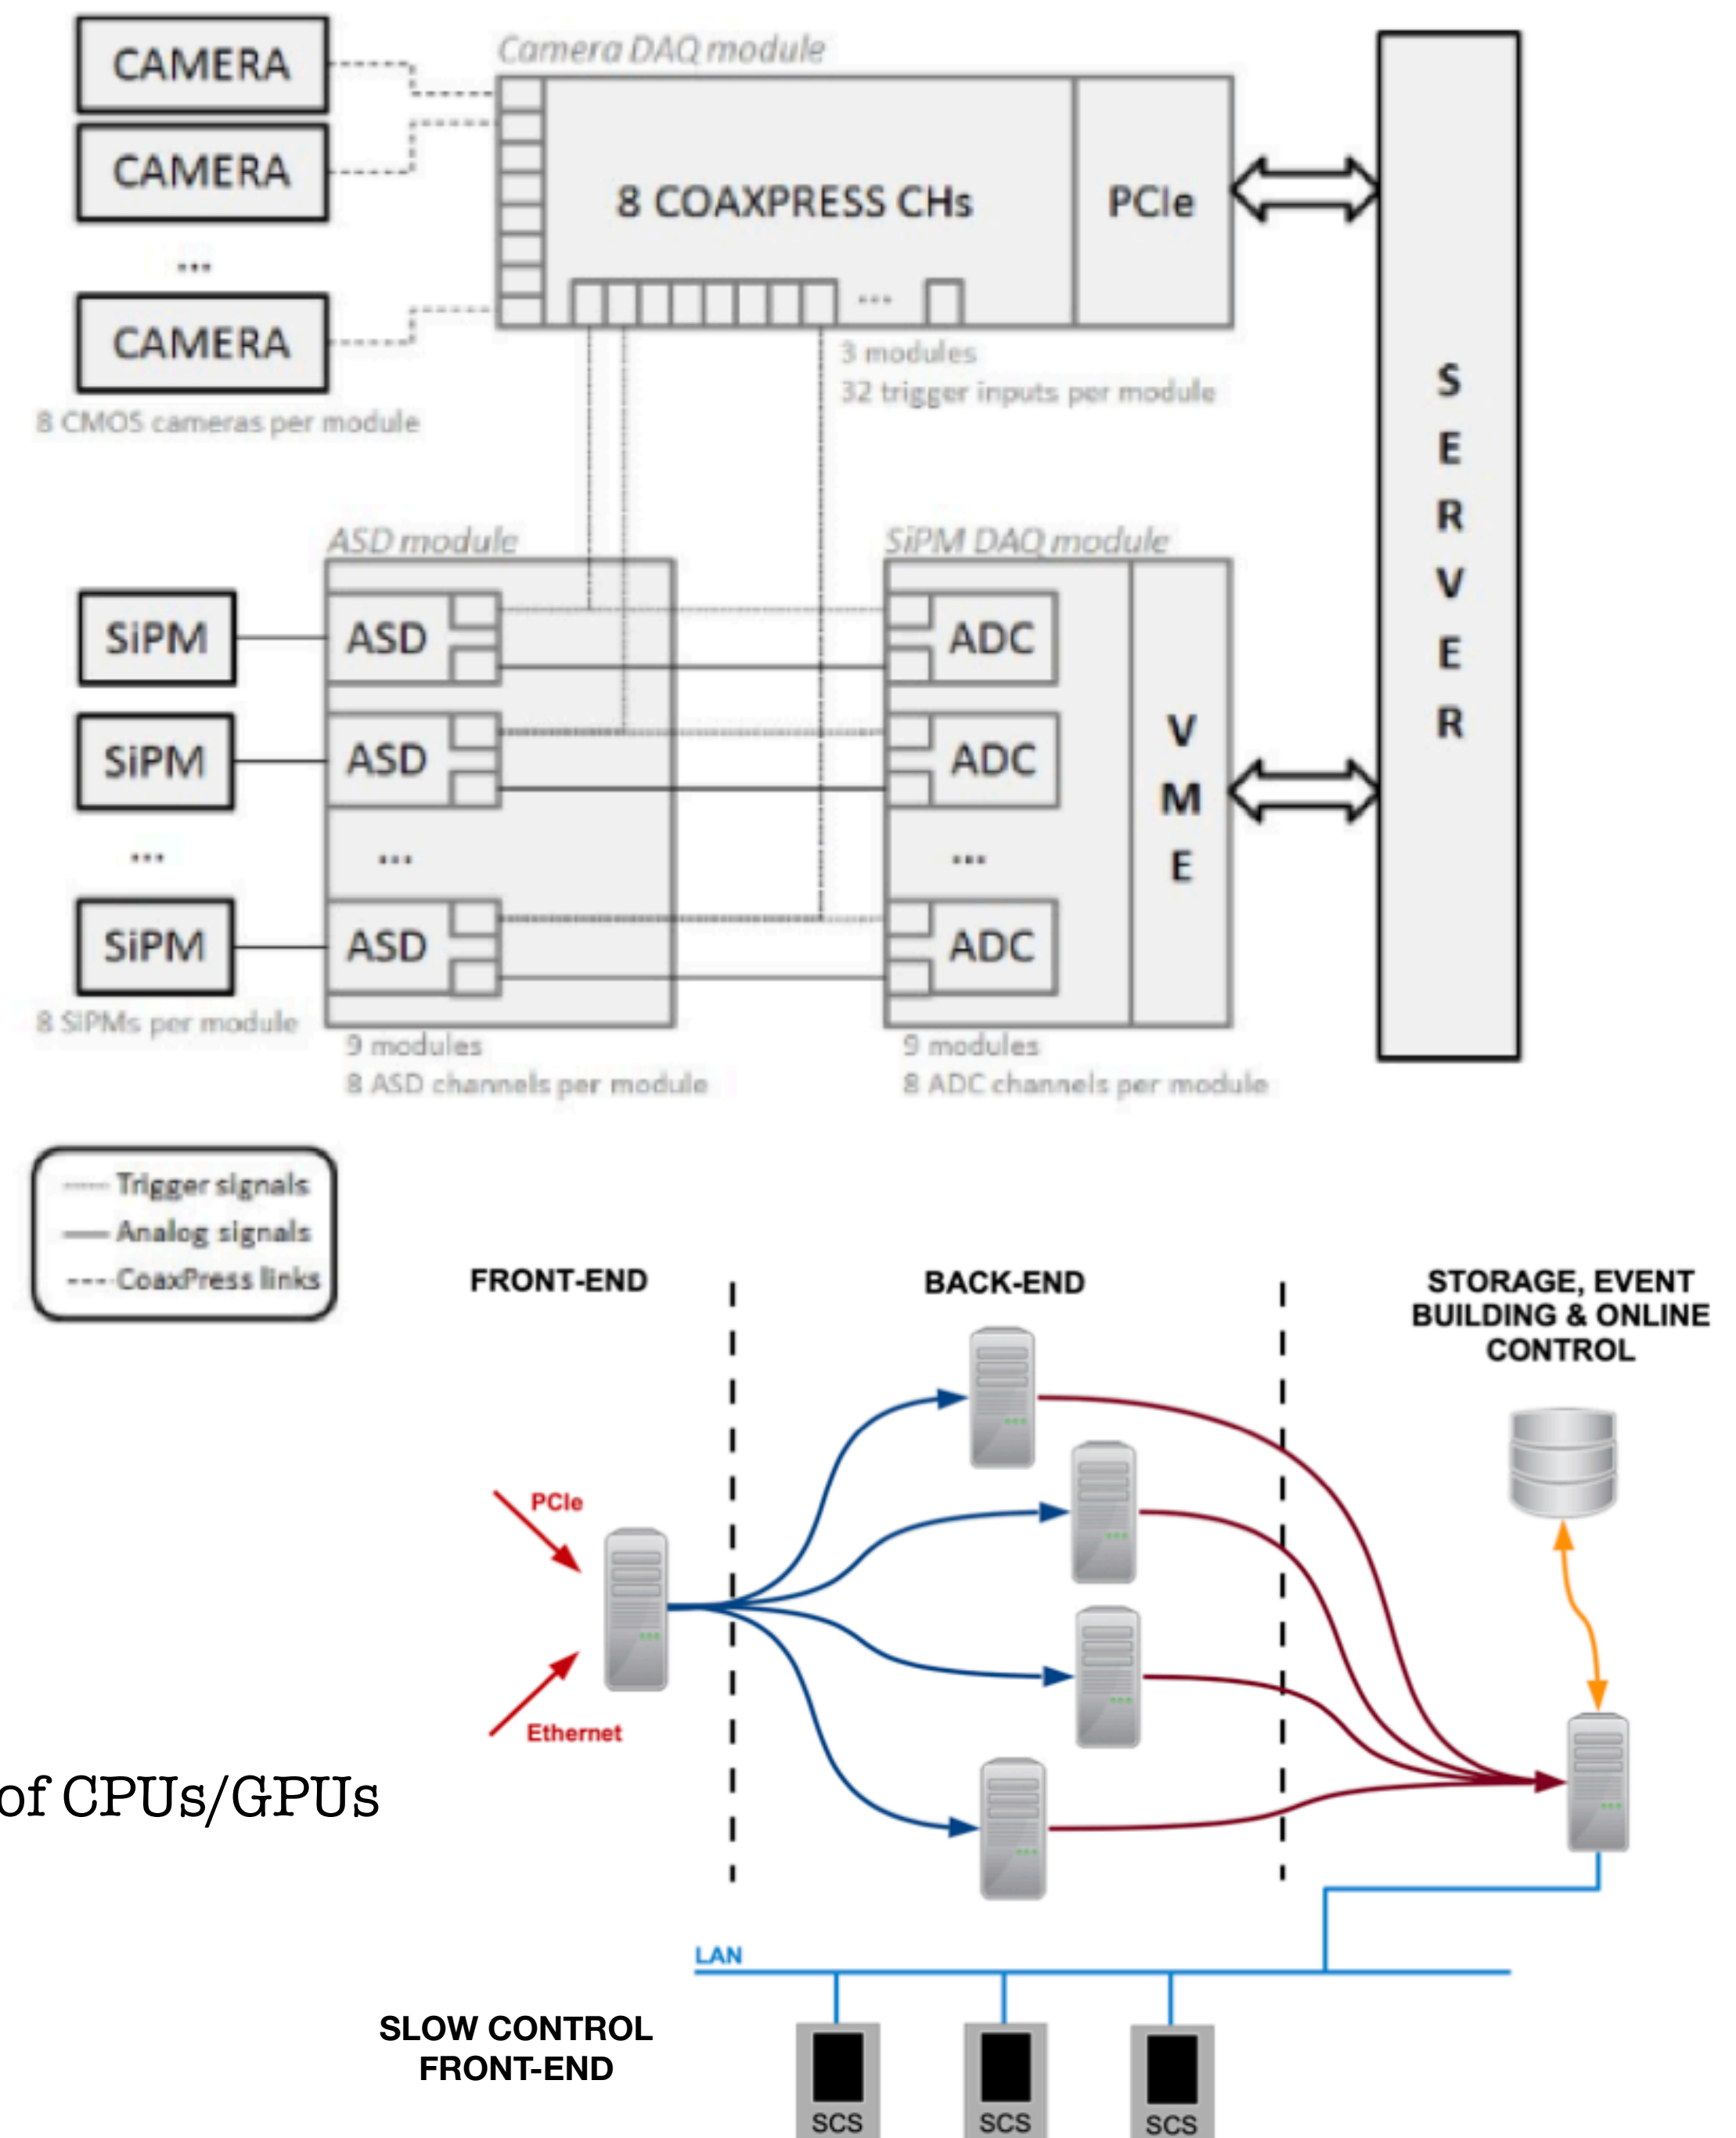 CAMERA
CAMERA
...
CAMERA
8 CMOS cameras per module
Camera DAQ module
8 COAXPRESS CHs
PCIe
...
3 modules
32 trigger inputs per module
SERVER
ASD module
SiPM DAQ module
SiPM
ASD
ADC
SiPM
ASD
ADC
...
...
...
SiPM
ASD
ADC
VME
8 SiPMs per module
9 modules
8 ASD channels per module
9 modules
8 ADC channels per module
Trigger signals
Analog signals
CoaxPress links
FRONT-END
BACK-END
STORAGE, EVENT
BUILDING & ONLINE
CONTROL
PCIe
Ethernet
of CPUs/GPUs
LAN
SLOW CONTROL
FRONT-END
SCS
SCS
SCS